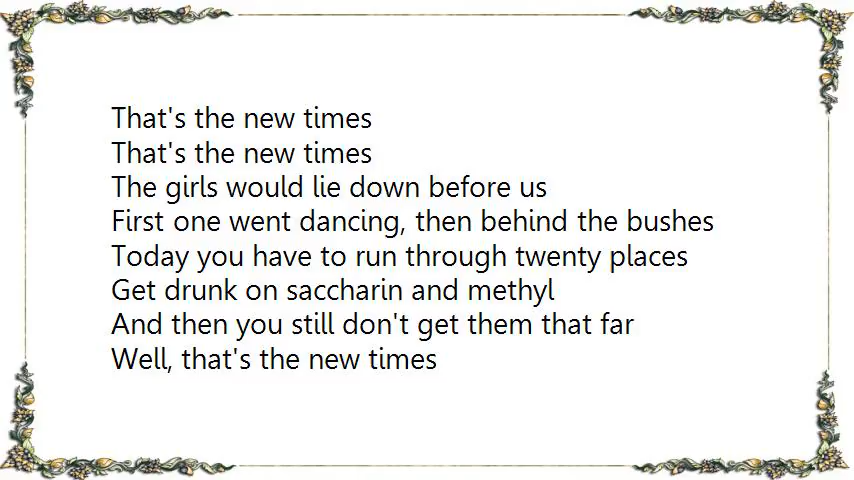 That's the new times
That's the new times
The girls would lie down before us
First one went dancing, then behind the bushes
Today you have to run through twenty places
Get drunk on saccharin and methyl
And then you still don't get them that far
Well, that's the new times